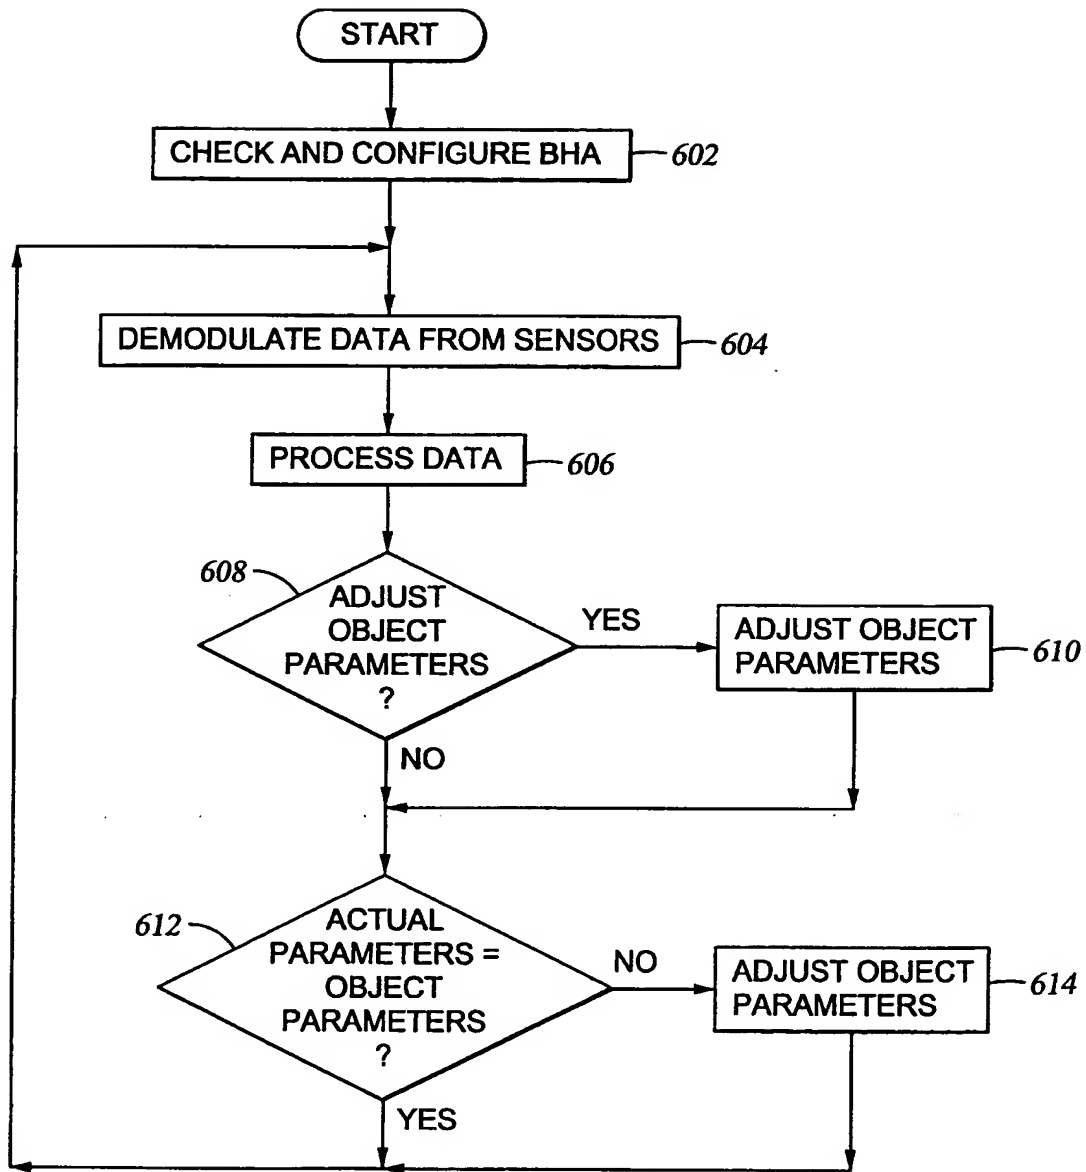 START
CHECK AND CONFIGURE BHA
602
DEMODULATE DATA FROM SENSORS
604
PROCESS DATA
606
608
ADJUST
OBJECT
PARAMETERS
?
YES
ADJUST OBJECT
PARAMETERS
610
NO
612
ACTUAL
PARAMETERS =
OBJECT
PARAMETERS
?
NO
ADJUST OBJECT
PARAMETERS
614
YES